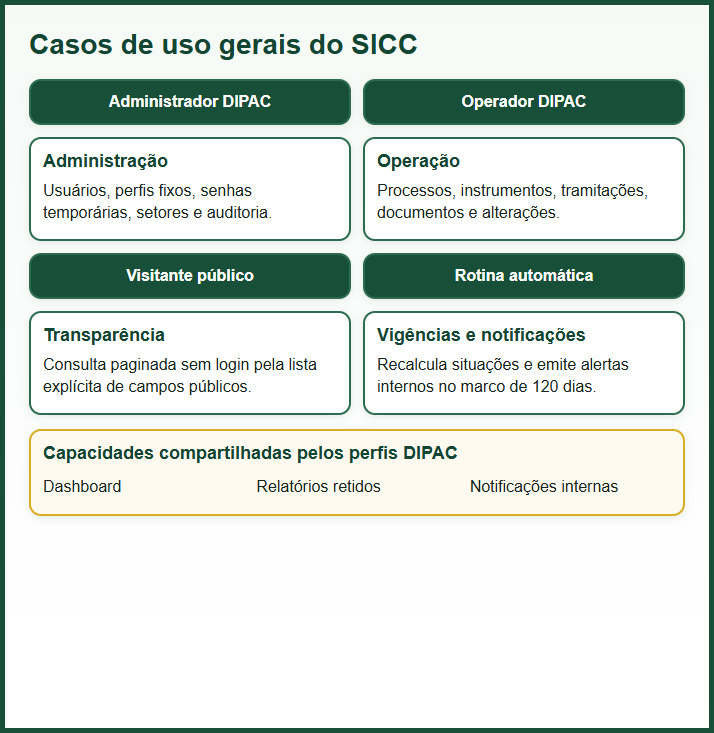 Casos de uso gerais do SICC
Administrador DIPAC
Operador DIPAC
Administração
Usuários, perfis fixos, senhas
temporárias, setores e auditoria.
Operação
Processos, instrumentos, tramitações,
documentos e alterações.
Visitante público
Rotina automática
Transparência
Consulta paginada sem login pela lista
explícita de campos públicos.
Vigências e notificações
Recalcula situações e emite alertas
internos no marco de 120 dias.
Capacidades compartilhadas pelos perfis DIPAC
Dashboard
Relatórios retidos
Notificações internas